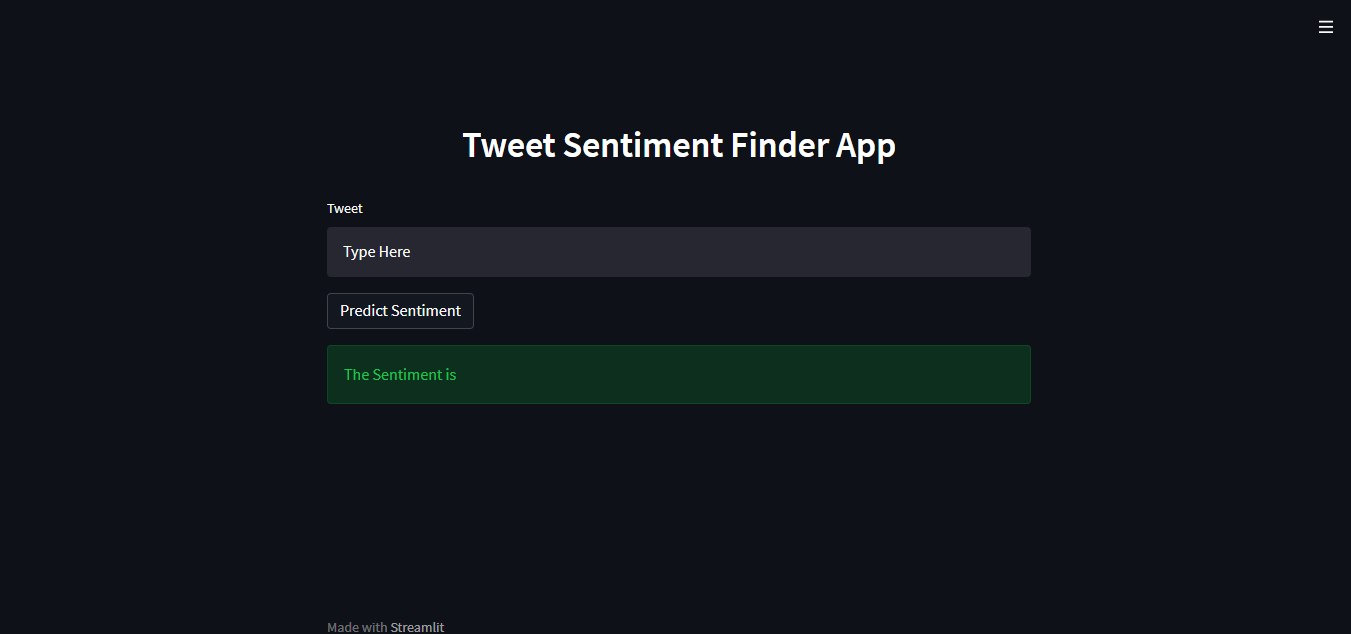 Tweet Sentiment Finder App
Tweet
Type Here
Predict Sentiment
The Sentiment is
Made with Streamlit